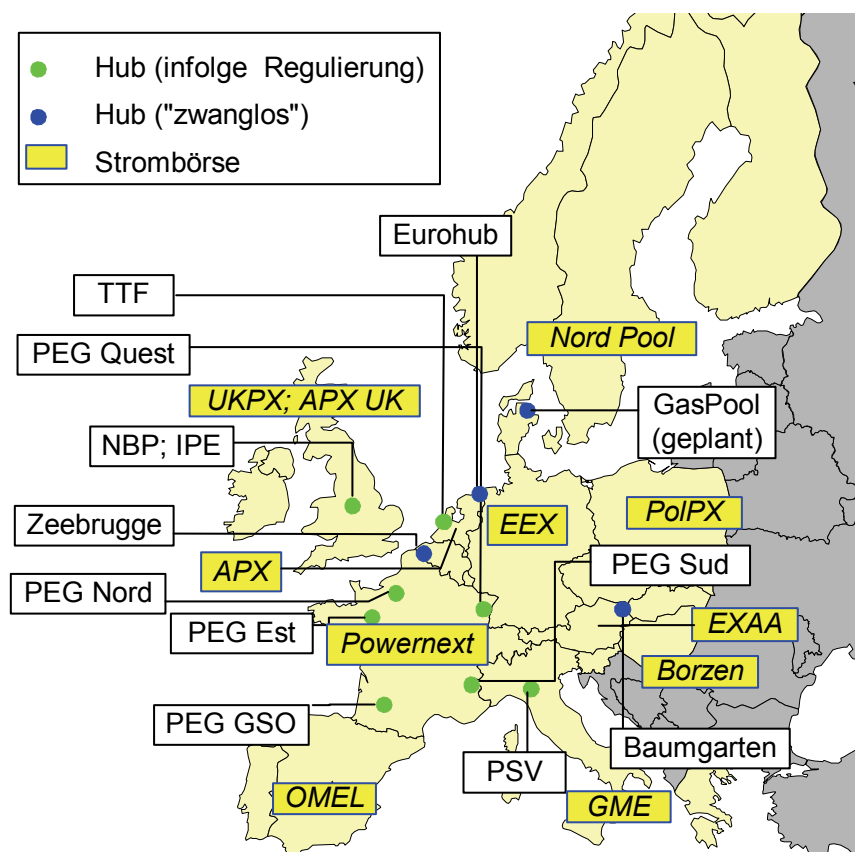 Hub (infolge Regulierung)
Hub ("zwanglos")
Strombörse
Eurohub
TTF
PEG Quest
Nord Pool
UKPX; APX UK
GasPool
(geplant)
NBP; IPE
Zeebrugge
EEX
PolPX
APX
PEG Sud
PEG Nord
PEG Est
Powernext
EXAA
Borzen
PEG GSO
Baumgarten
PSV
OMEL
GME